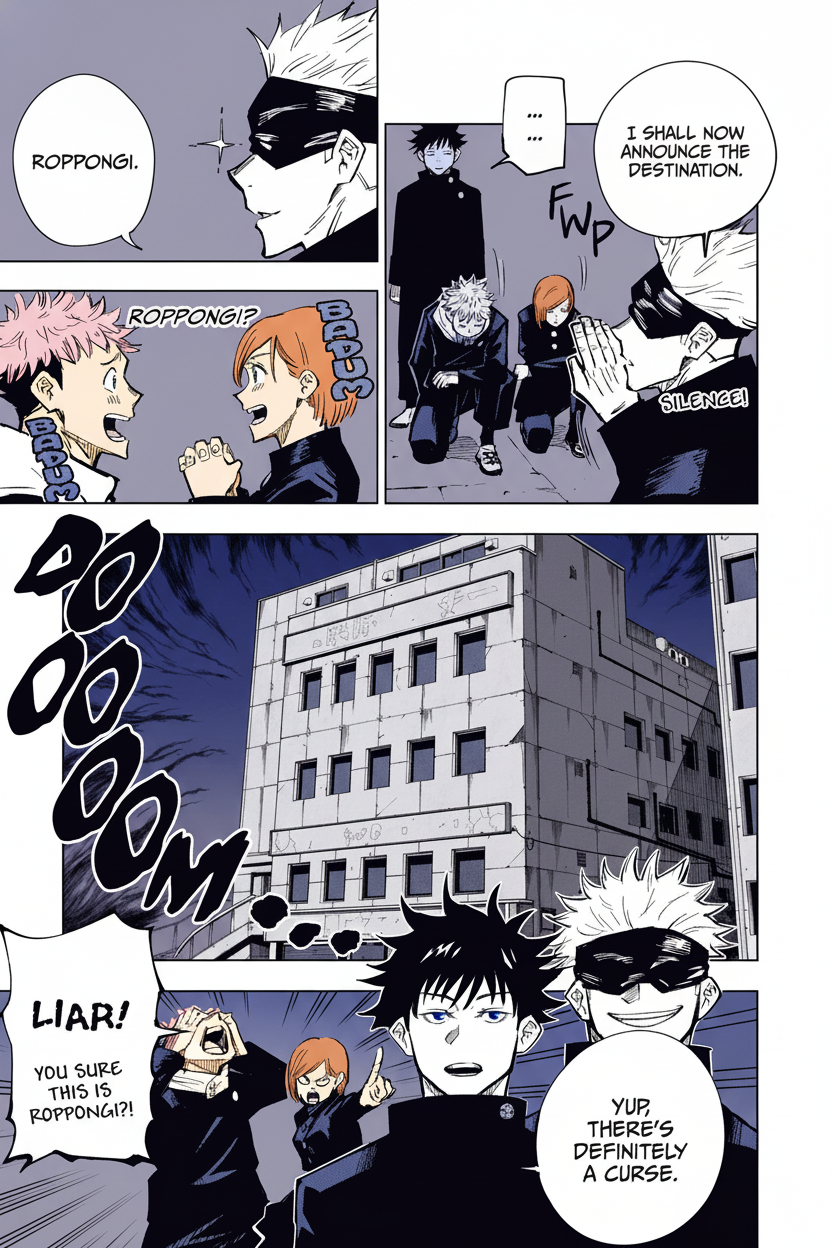 I SHALL NOW
ANNOUNCE THE
DESTINATION.
...
...
FWP
SILENCE!
ROPPONGI.
ROPPONGI?
BADUM
BADUM
DOOOOOOM...
LIAR!
YOU SURE
THIS IS
ROPPONGI?!
YUP,
THERE'S
DEFINITELY
A CURSE.